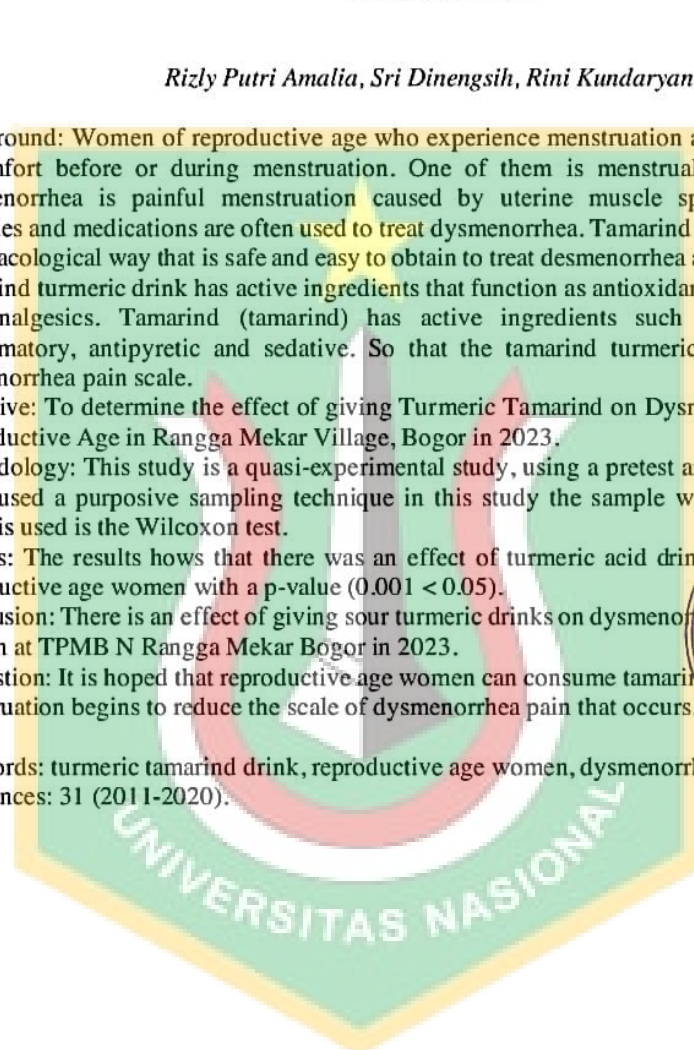 Rizly Putri Amalia, Sri Dinengsih, Rini Kundaryan
round: Women of reproductive age who experience menstruation a
nfort before or during menstruation. One of them is menstrual
enorrhea is painful menstruation caused by uterine muscle sp
es and medications are often used to treat dysmenorrhea. Tamarind
acological way that is safe and easy to obtain to treat desmenorrhea a
ind turmeric drink has active ingredients that function as antioxidan
nalgesics. Tamarind (tamarind) has active ingredients such
matory, antipyretic and sedative. So that the tamarind turmeric
norrhea pain scale.
ive: To determine the effect of giving Turmeric Tamarind on Dysm
ductive Age in Rangga Mekar Village, Bogor in 2023.
dology: This study is a quasi-experimental study, using a pretest a
used a purposive sampling technique in this study the sample w
is used is the Wilcoxon test.
s: The results hows that there was an effect of turmeric acid drin
uctive age women with a p-value (0.001 < 0.05).
usion: There is an effect of giving sour turmeric drinks on dysmenor
n at TPMB N Rangga Mekar Bogor in 2023.
stion: It is hoped that reproductive age women can consume tamarin
ruation begins to reduce the scale of dysmenorrhea pain that occurs.
ords: turmeric tamarind drink, reproductive age women, dysmenorrh
nces: 31 (2011-2020).
UNIVERSITAS NASIONAL